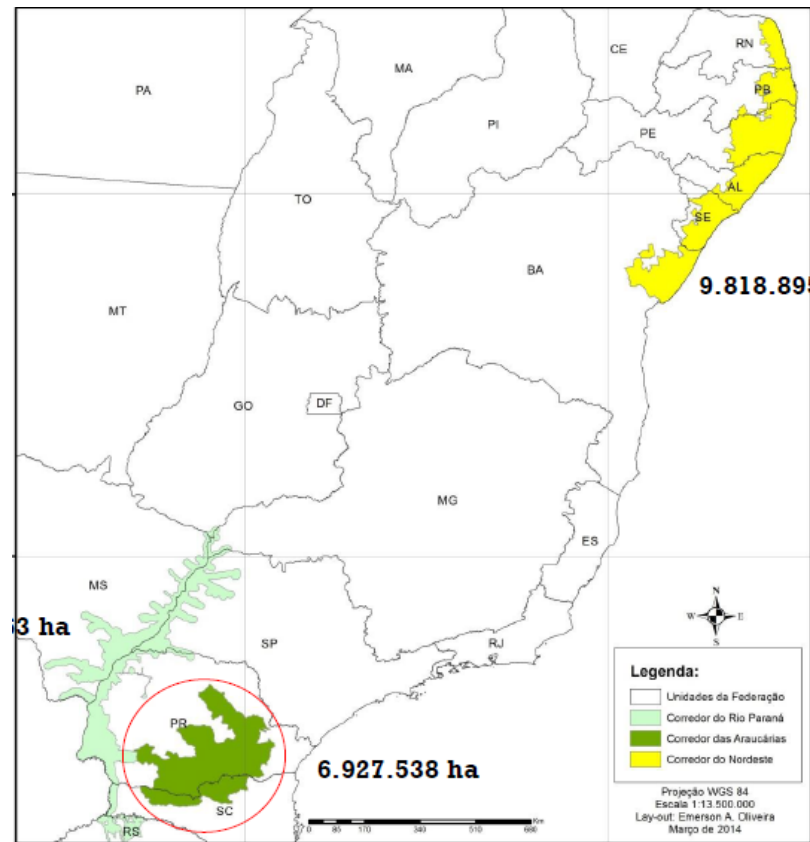 CE
RN
MA
PA
PB
PI
PE
TO
AL
SE
BA
9.818.895
MT
GO
DF
MG
ES
MS
N
W
E
S
63 ha
SP
RJ
Legenda:
Unidades da Federação
Corredor do Rio Paraná
Corredor das Araucárias
Corredor do Nordeste
PR
6.927.538 ha
SC
RS
Km
0 85 170 340 510 680
Projeção WGS 84
Escala 1:13.500.000
Lay-out: Emerson A. Oliveira
Março de 2014